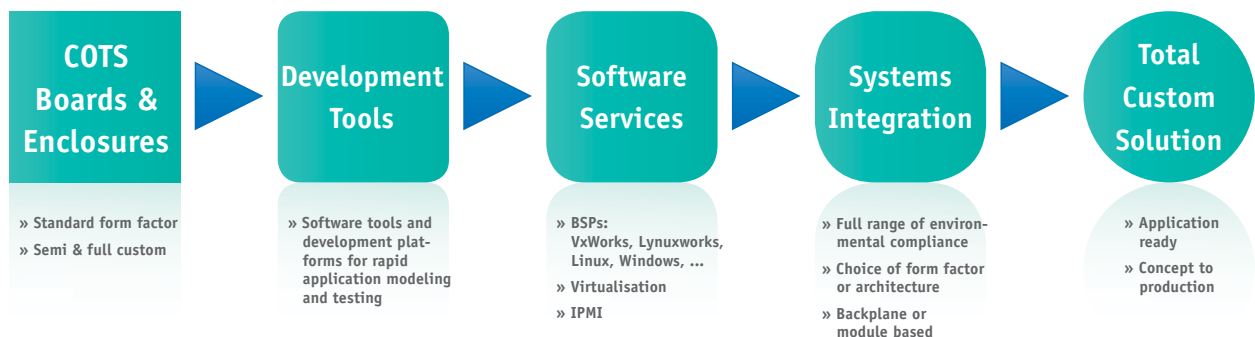 COTS
Boards &
Enclosures
» Standard form factor
» Semi & full custom
Development
Tools
» Software tools and
development plat-
forms for rapid
application modeling
and testing
Software
Services
» BSPs:
VxWorks, Lynuxworks,
Linux, Windows, ...
» Virtualisation
» IPMI
Systems
Integration
» Full range of environ-
mental compliance
» Choice of form factor
or architecture
» Backplane or
module based
Total
Custom
Solution
» Application
ready
» Concept to
production